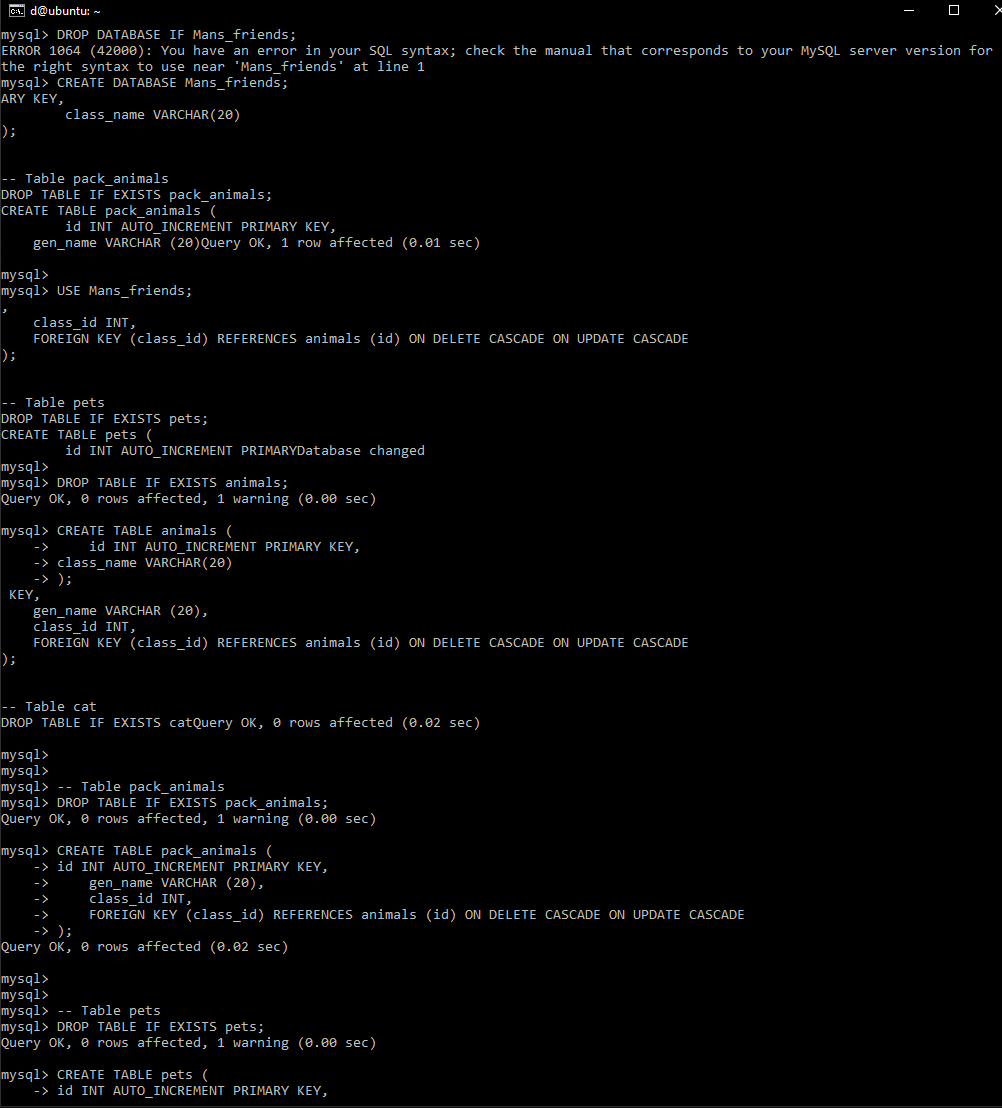 d@ubuntu: ~
mysql> DROP DATABASE IF Mans_friends;
ERROR 1064 (42000): You have an error in your SQL syntax; check the manual that corresponds to your MySQL server version for
the right syntax to use near 'Mans_friends' at line 1
mysql> CREATE DATABASE Mans_friends;
ARY KEY,
        class_name VARCHAR(20)
);
-- Table pack_animals
DROP TABLE IF EXISTS pack_animals;
CREATE TABLE pack_animals (
        id INT AUTO_INCREMENT PRIMARY KEY,
    gen_name VARCHAR (20)Query OK, 1 row affected (0.01 sec)
mysql>
mysql> USE Mans_friends;
,
    class_id INT,
    FOREIGN KEY (class_id) REFERENCES animals (id) ON DELETE CASCADE ON UPDATE CASCADE
);
-- Table pets
DROP TABLE IF EXISTS pets;
CREATE TABLE pets (
        id INT AUTO_INCREMENT PRIMARYDatabase changed
mysql>
mysql> DROP TABLE IF EXISTS animals;
Query OK, 0 rows affected, 1 warning (0.00 sec)
mysql> CREATE TABLE animals (
    ->     id INT AUTO_INCREMENT PRIMARY KEY,
    -> class_name VARCHAR(20)
    -> );
 KEY,
    gen_name VARCHAR (20),
    class_id INT,
    FOREIGN KEY (class_id) REFERENCES animals (id) ON DELETE CASCADE ON UPDATE CASCADE
);
-- Table cat
DROP TABLE IF EXISTS catQuery OK, 0 rows affected (0.02 sec)
mysql>
mysql>
mysql> -- Table pack_animals
mysql> DROP TABLE IF EXISTS pack_animals;
Query OK, 0 rows affected, 1 warning (0.00 sec)
mysql> CREATE TABLE pack_animals (
    -> id INT AUTO_INCREMENT PRIMARY KEY,
    ->     gen_name VARCHAR (20),
    ->     class_id INT,
    ->     FOREIGN KEY (class_id) REFERENCES animals (id) ON DELETE CASCADE ON UPDATE CASCADE
    -> );
Query OK, 0 rows affected (0.02 sec)
mysql>
mysql>
mysql> -- Table pets
mysql> DROP TABLE IF EXISTS pets;
Query OK, 0 rows affected, 1 warning (0.00 sec)
mysql> CREATE TABLE pets (
    -> id INT AUTO_INCREMENT PRIMARY KEY,